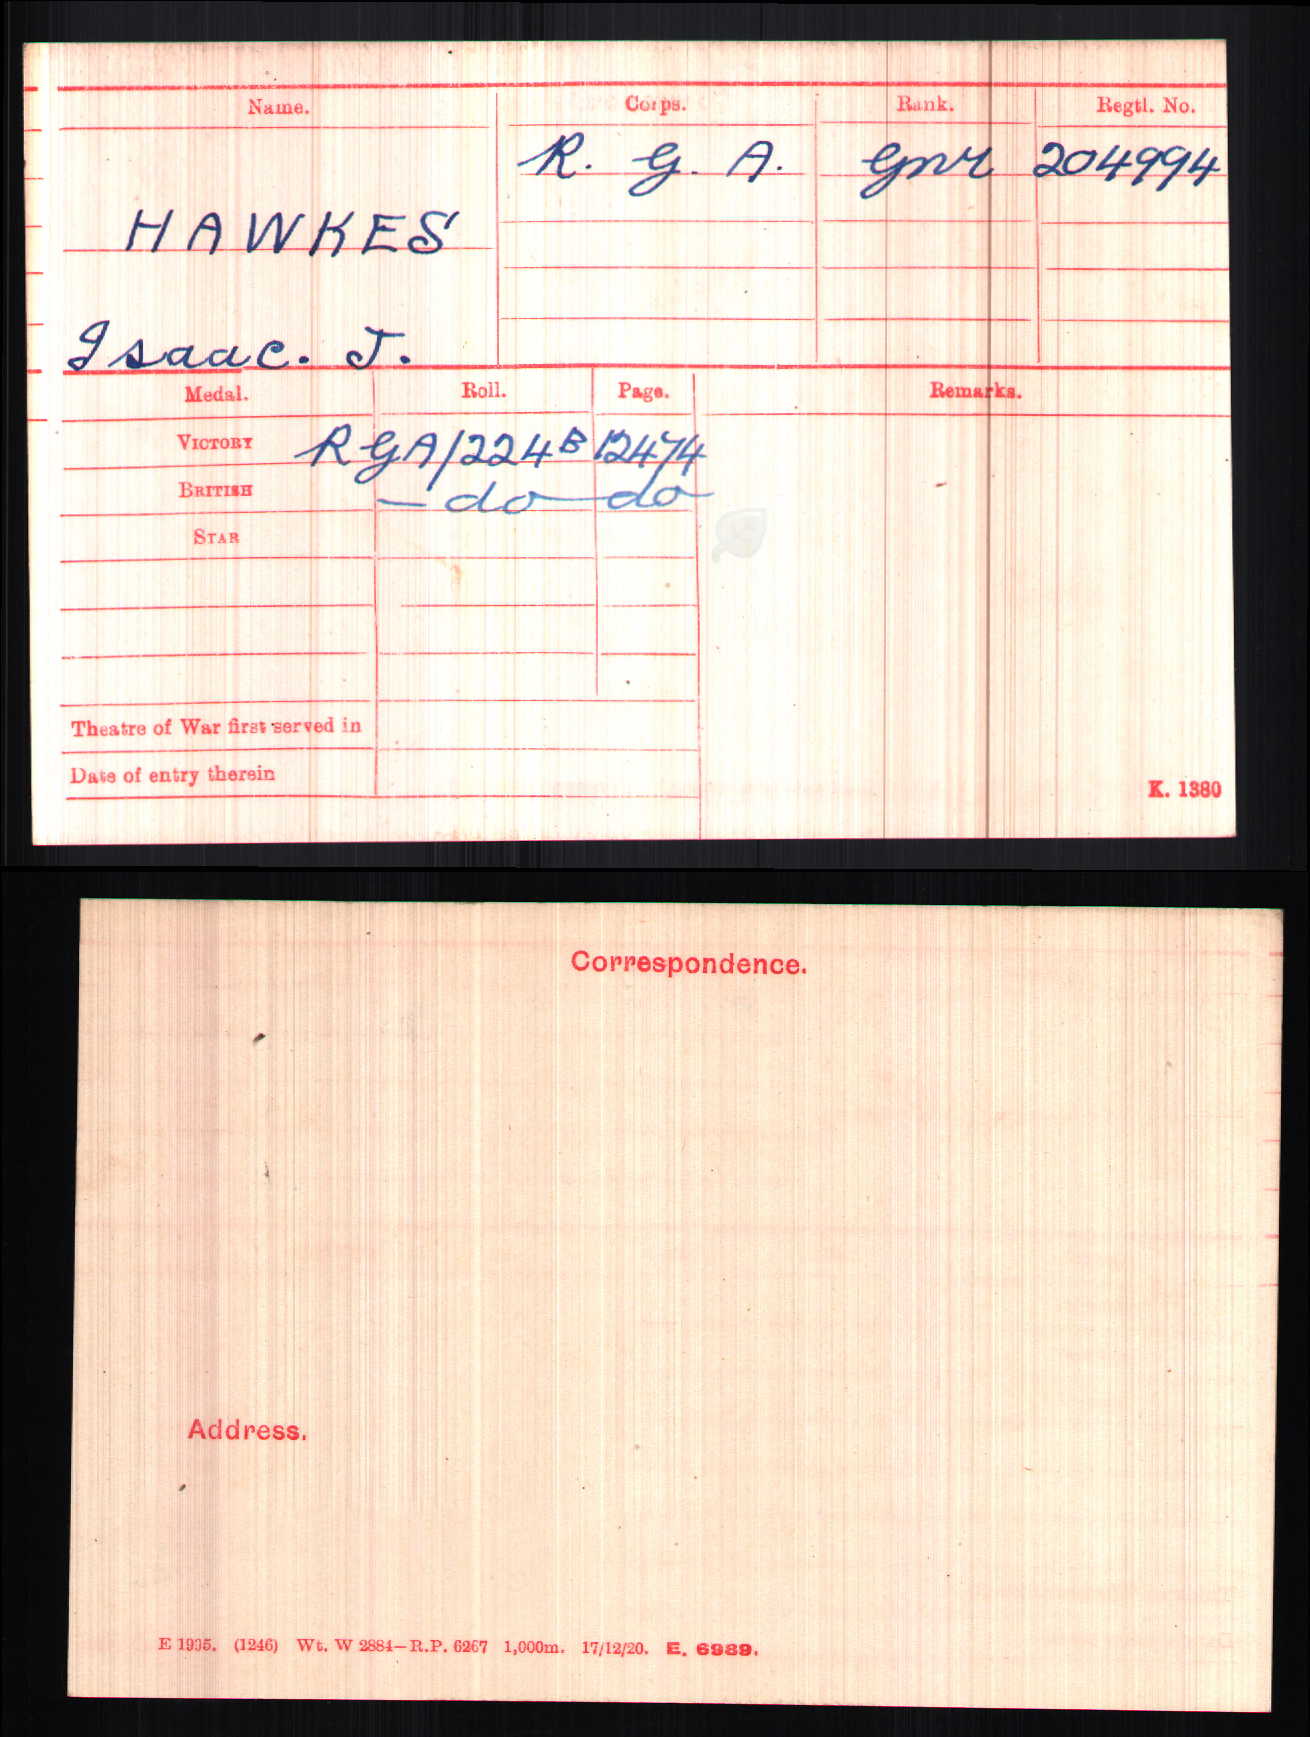 Name. Corps. Rank. Regtl. No.
R. G. A. Gnr 204994
HAWKES
Isaac. J.
Medal. Roll. Page. Remarks.
VICTORY RGA/224B 12474
BRITISH — do — do —
STAR
Theatre of War first served in
Date of entry therein
K. 1380
Correspondence.
Address.
E 1995. (1246) Wt. W 2884—R.P. 6267 1,000m. 17/12/20. E. 6989.